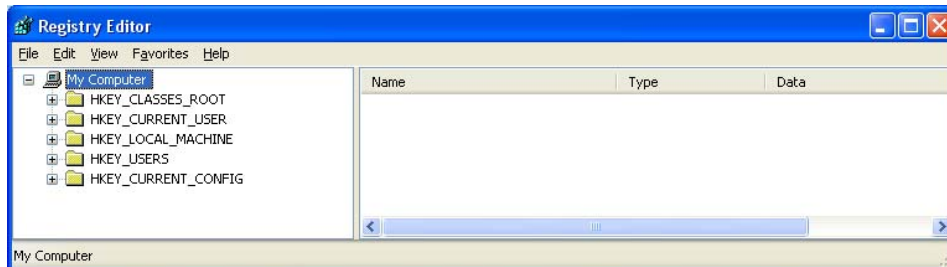 Registry Editor
File Edit View Favorites Help
My Computer
HKEY_CLASSES_ROOT
HKEY_CURRENT_USER
HKEY_LOCAL_MACHINE
HKEY_USERS
HKEY_CURRENT_CONFIG
Name Type Data
My Computer